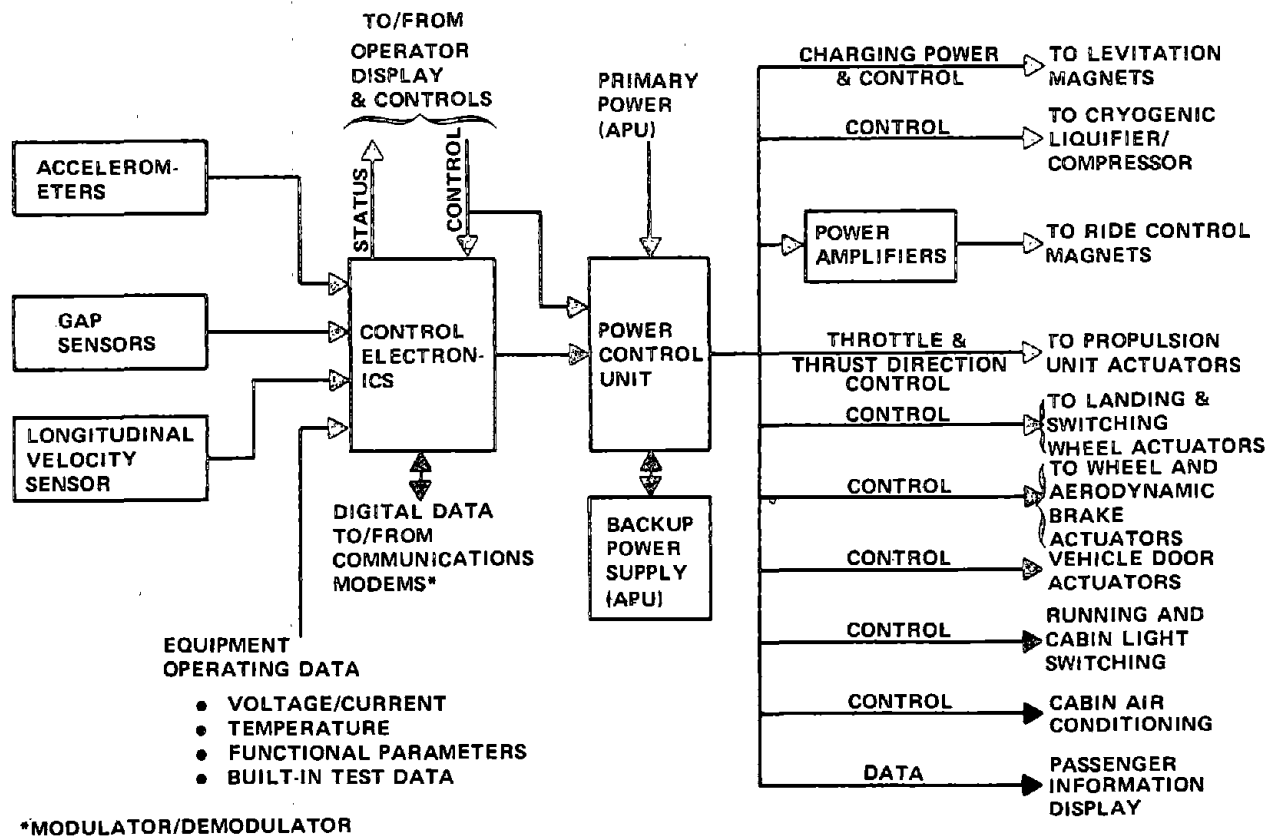 TO/FROM
OPERATOR
DISPLAY
& CONTROLS
STATUS
CONTROL
PRIMARY
POWER
(APU)
ACCELEROM-
ETERS
GAP
SENSORS
LONGITUDINAL
VELOCITY
SENSOR
CONTROL
ELECTRON-
ICS
POWER
CONTROL
UNIT
DIGITAL DATA
TO/FROM
COMMUNICATIONS
MODEMS*
BACKUP
POWER
SUPPLY
(APU)
EQUIPMENT
OPERATING DATA
● VOLTAGE/CURRENT
● TEMPERATURE
● FUNCTIONAL PARAMETERS
● BUILT-IN TEST DATA
CHARGING POWER
& CONTROL
TO LEVITATION
MAGNETS
CONTROL
TO CRYOGENIC
LIQUIFIER/
COMPRESSOR
POWER
AMPLIFIERS
TO RIDE CONTROL
MAGNETS
THROTTLE &
THRUST DIRECTION
CONTROL
TO PROPULSION
UNIT ACTUATORS
CONTROL
TO LANDING &
SWITCHING
WHEEL ACTUATORS
CONTROL
TO WHEEL AND
AERODYNAMIC
BRAKE
ACTUATORS
CONTROL
VEHICLE DOOR
ACTUATORS
CONTROL
RUNNING AND
CABIN LIGHT
SWITCHING
CONTROL
CABIN AIR
CONDITIONING
DATA
PASSENGER
INFORMATION
DISPLAY
*MODULATOR/DEMODULATOR